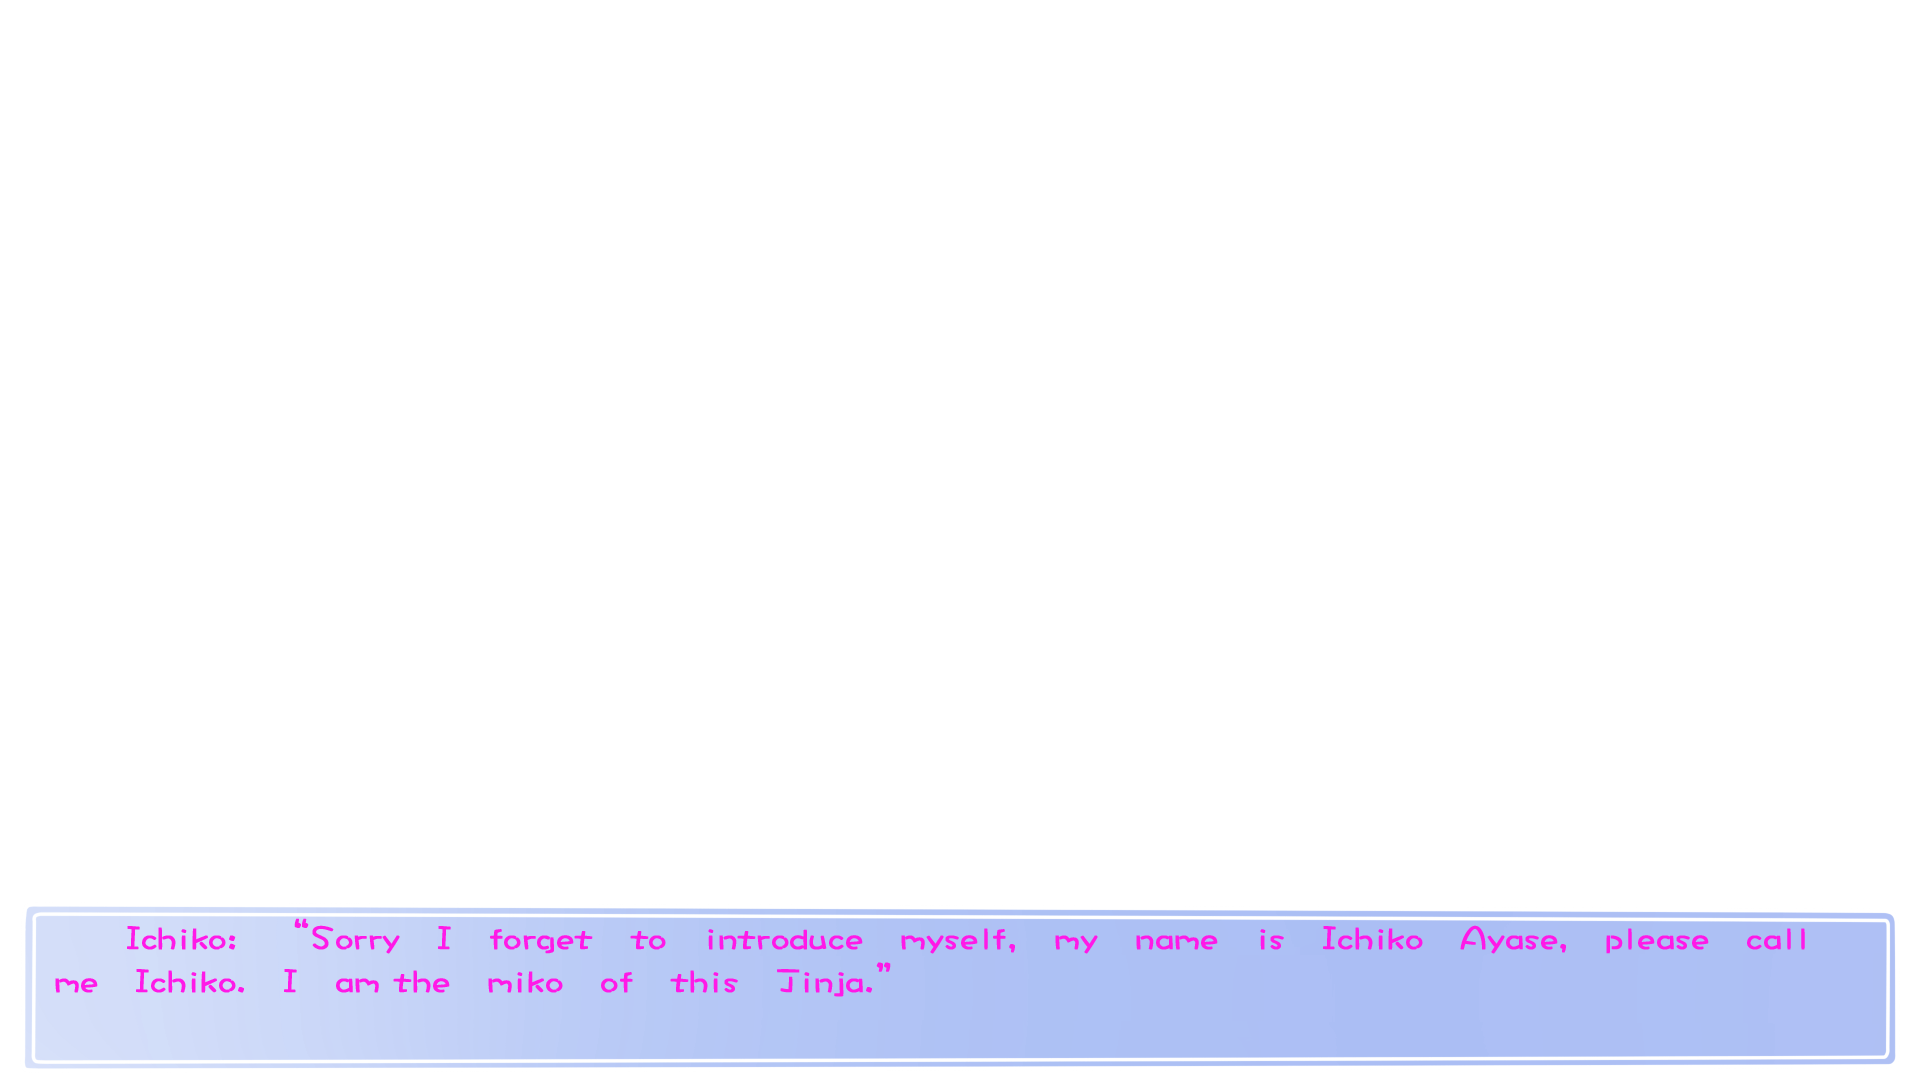 Ichiko: “Sorry I forget to introduce myself, my name is Ichiko Ayase, please call
me Ichiko. I am the miko of this Jinja.”